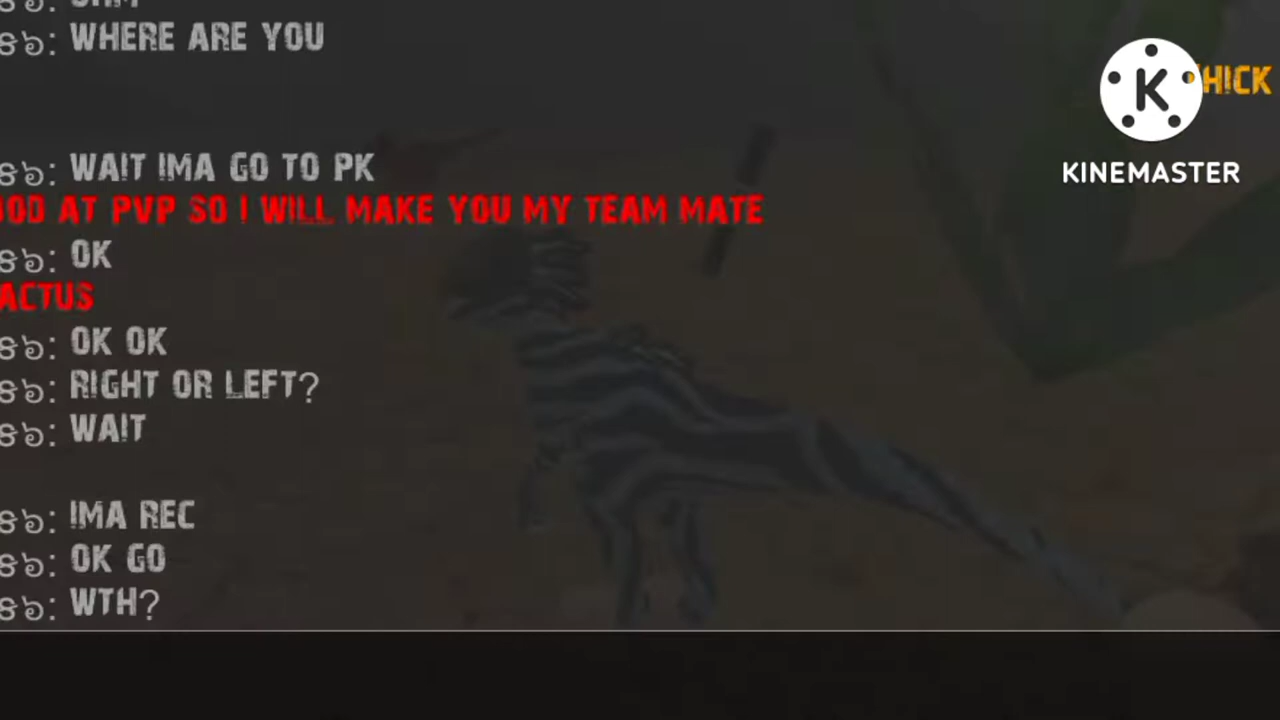 WHERE ARE YOU
HICK
KINEMASTER
WAIT IMA GO TO PK
OOD AT PVP SO I WILL MAKE YOU MY TEAM MATE
OK
ACTUS
OK OK
RIGHT OR LEFT?
WAIT
IMA REC
OK GO
WTH?